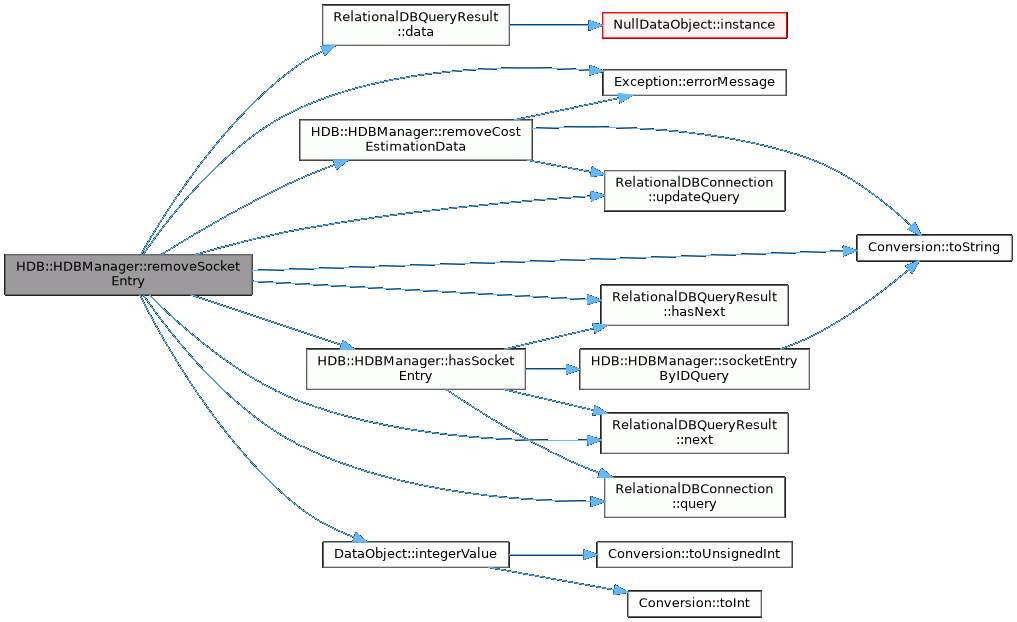 RelationalDBQueryResult
::data
NullDataObject::instance
Exception::errorMessage
HDB::HDBManager::removeCost
EstimationData
RelationalDBConnection
::updateQuery
Conversion::toString
HDB::HDBManager::removeSocket
Entry
RelationalDBQueryResult
::hasNext
HDB::HDBManager::hasSocket
Entry
HDB::HDBManager::socketEntry
ByIDQuery
RelationalDBQueryResult
::next
RelationalDBConnection
::query
DataObject::integerValue
Conversion::toUnsignedInt
Conversion::toInt